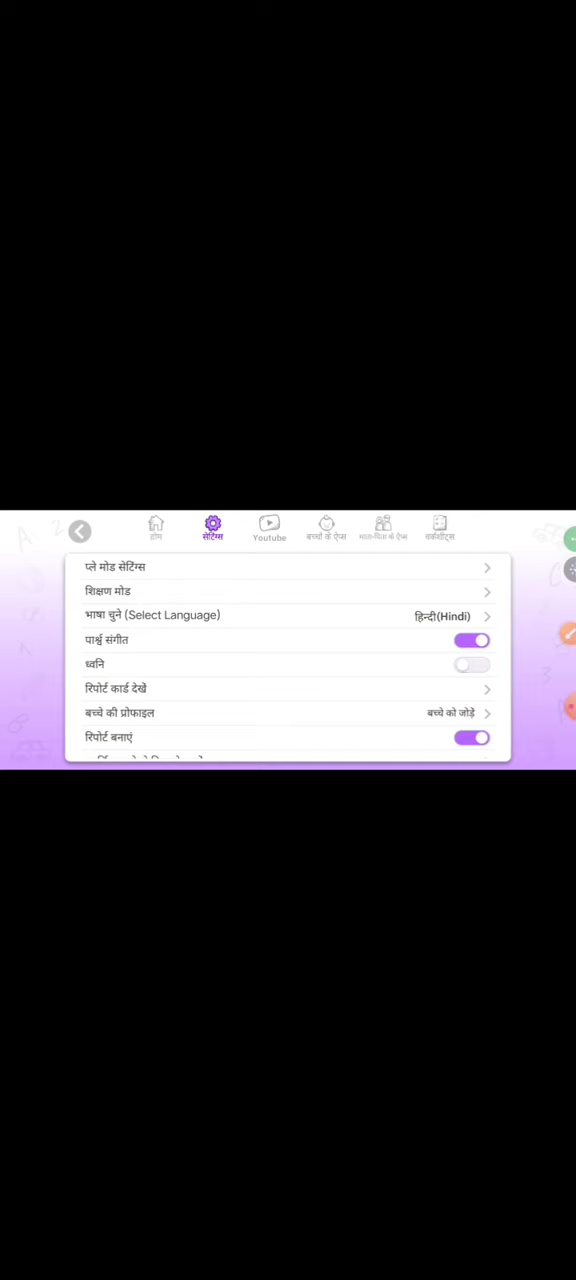 होम
सेटिंग्स
Youtube
बच्चों के ऐप्स
माता-पिता के ऐप्स
वर्कशीट्स
प्ले मोड सेटिंग्स
शिक्षण मोड
भाषा चुने (Select Language) हिन्दी(Hindi)
पार्श्व संगीत
ध्वनि
रिपोर्ट कार्ड देखें
बच्चे की प्रोफाइल बच्चे को जोड़ें
रिपोर्ट बनाएं